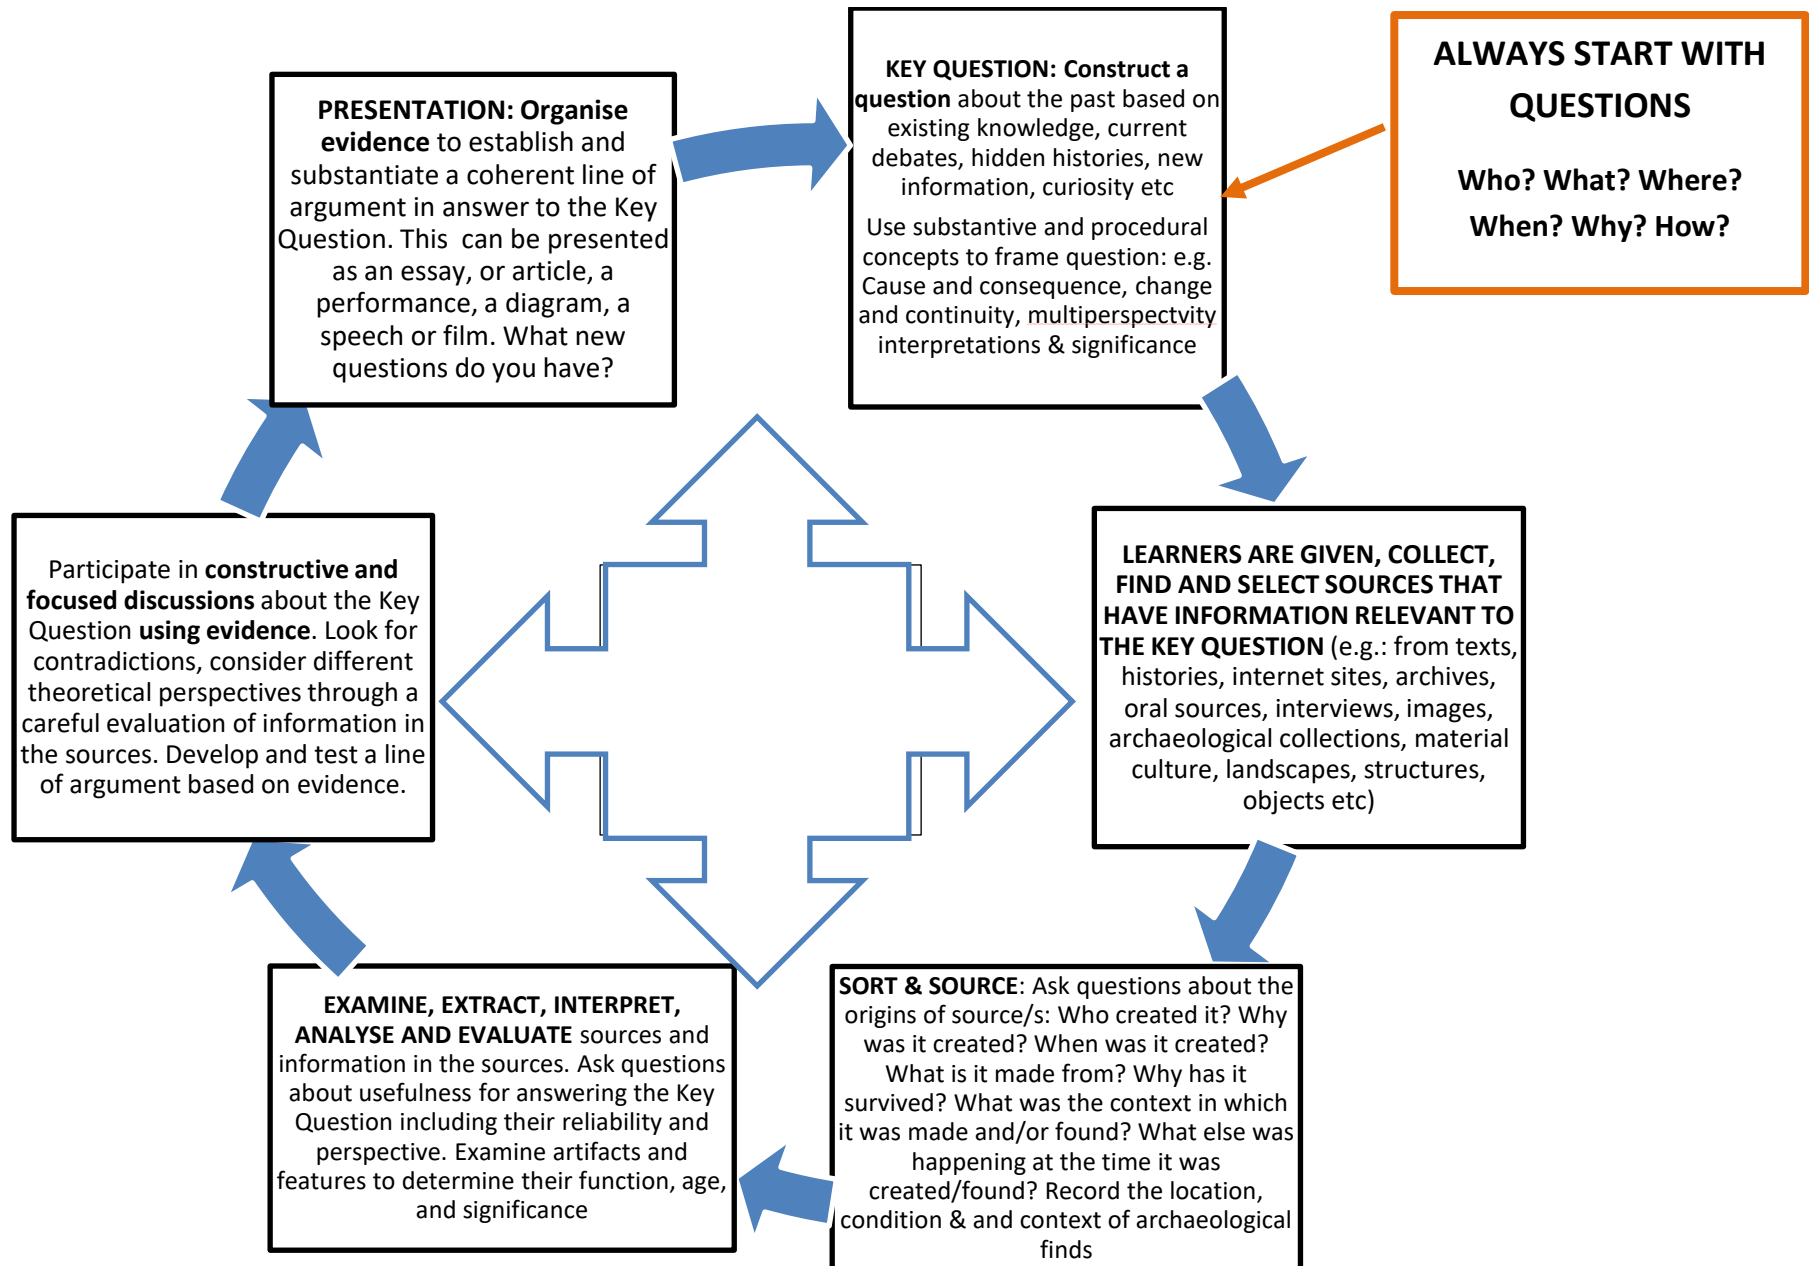 KEY QUESTION: Construct a
question about the past based on
existing knowledge, current
debates, hidden histories, new
information, curiosity etc
Use substantive and procedural
concepts to frame question: e.g.
Cause and consequence, change
and continuity, multiperspectvity
interpretations & significance
ALWAYS START WITH
QUESTIONS
Who? What? Where?
When? Why? How?
LEARNERS ARE GIVEN, COLLECT,
FIND AND SELECT SOURCES THAT
HAVE INFORMATION RELEVANT TO
THE KEY QUESTION (e.g.: from texts,
histories, internet sites, archives,
oral sources, interviews, images,
archaeological collections, material
culture, landscapes, structures,
objects etc)
SORT & SOURCE: Ask questions about the
origins of source/s: Who created it? Why
was it created? When was it created?
What is it made from? Why has it
survived? What was the context in which
it was made and/or found? What else was
happening at the time it was
created/found? Record the location,
condition & and context of archaeological
finds
EXAMINE, EXTRACT, INTERPRET,
ANALYSE AND EVALUATE sources and
information in the sources. Ask questions
about usefulness for answering the Key
Question including their reliability and
perspective. Examine artifacts and
features to determine their function, age,
and significance
Participate in constructive and
focused discussions about the Key
Question using evidence. Look for
contradictions, consider different
theoretical perspectives through a
careful evaluation of information in
the sources. Develop and test a line
of argument based on evidence.
PRESENTATION: Organise
evidence to establish and
substantiate a coherent line of
argument in answer to the Key
Question. This can be presented
as an essay, or article, a
performance, a diagram, a
speech or film. What new
questions do you have?